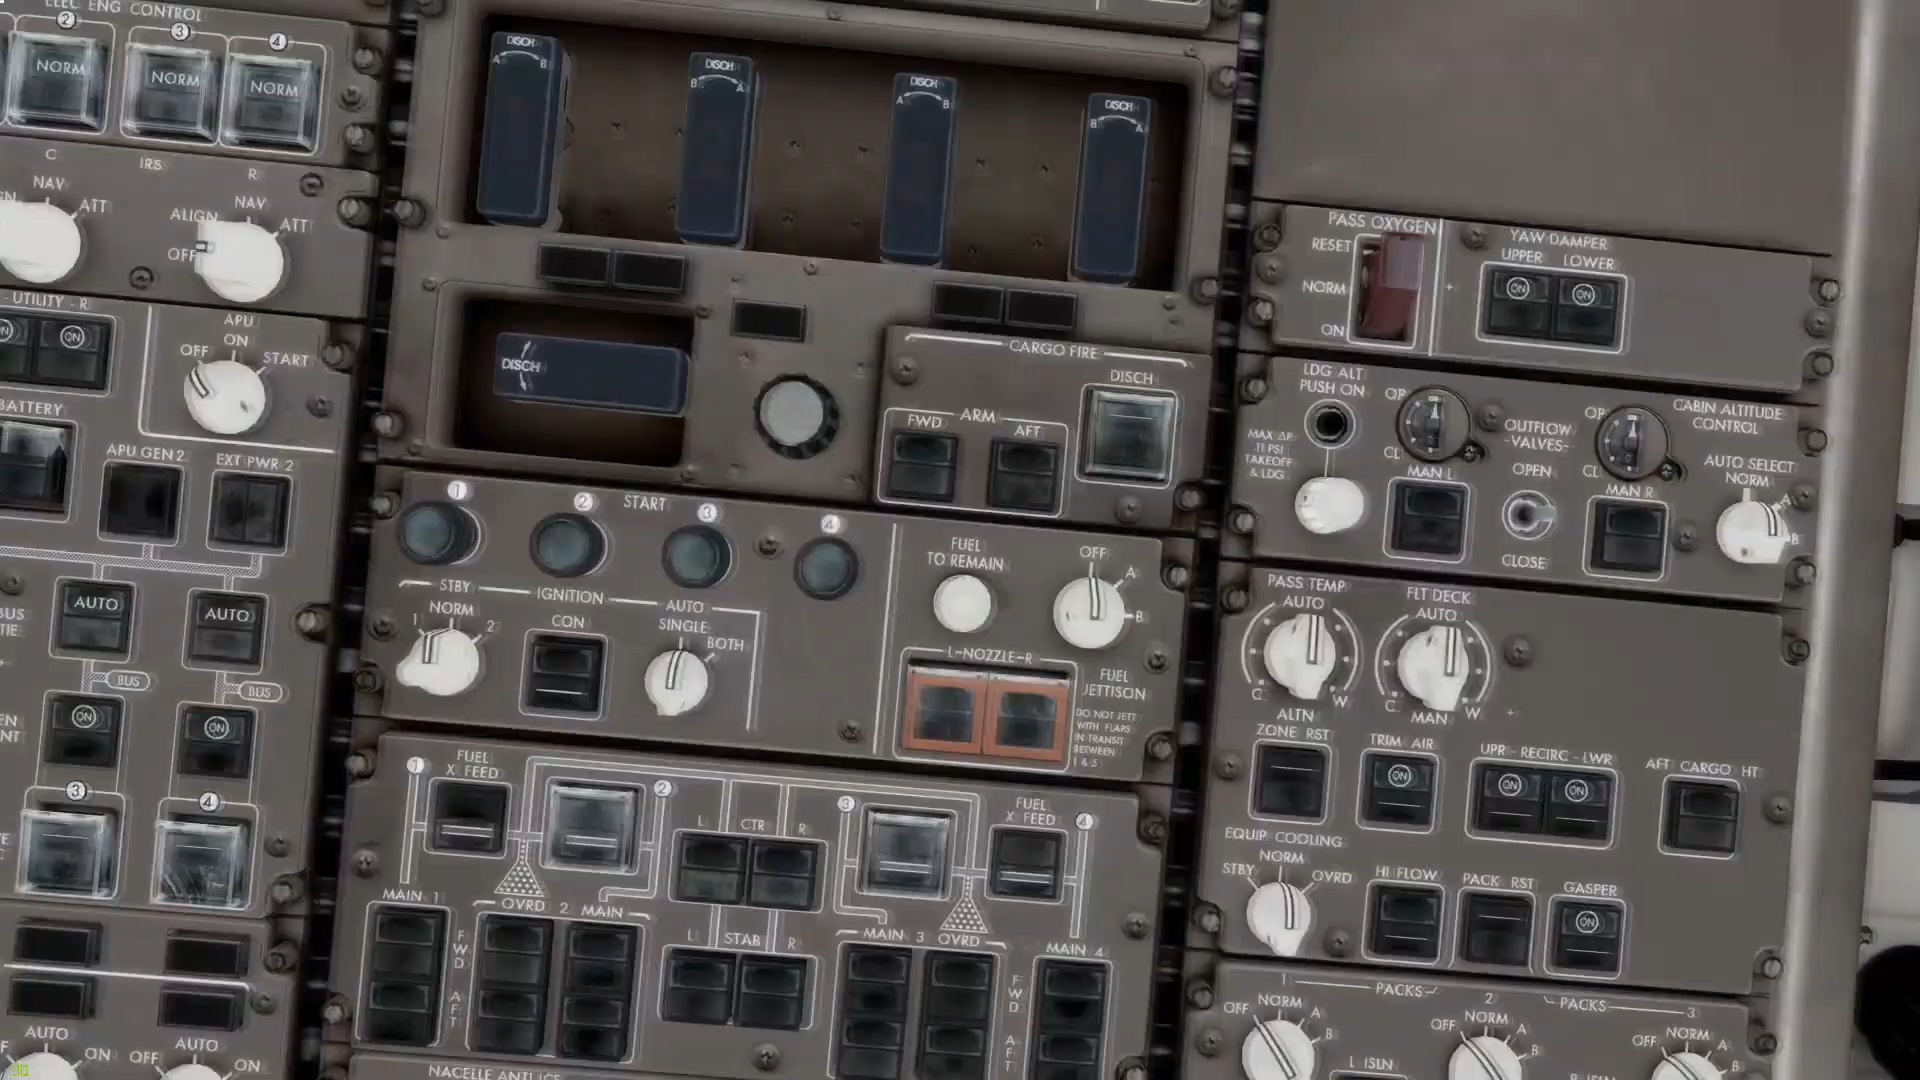 ELEC ENG CONTROL
2
3
4
NORM
NORM
NORM
C
IRS
R
NAV
ATT
ALIGN
NAV
ATT
OFF
UTILITY - R
ON
APU
ON
OFF
START
BATTERY
APU GEN 2
EXT PWR 2
AUTO
AUTO
BUS
TIE
BUS
BUS
ON
ON
3
4
AUTO
ON
OFF
AUTO
ON
DISCH
A B
DISCH
B A
DISCH
A B
DISCH
B A
DISCH
CARGO FIRE
DISCH
ARM
FWD
AFT
1
2
START
3
4
STBY
IGNITION
AUTO
NORM
1
2
CON
SINGLE
BOTH
FUEL
TO REMAIN
OFF
A
B
L-NOZZLE-R
FUEL
JETTISON
DO NOT JETT
WITH FLAPS
IN TRANSIT
BETWEEN
1 & 5
1
FUEL
X FEED
2
L
CTR
R
3
FUEL
X FEED
4
MAIN 1
OVRD 2 MAIN
L
STAB
R
MAIN 3 OVRD
MAIN 4
FWD
AFT
FWD
AFT
NACELLE ANTI-ICE
PASS OXYGEN
RESET
NORM
ON
YAW DAMPER
UPPER LOWER
ON
ON
LDG ALT
PUSH ON
MAX ΔP
.11 PSI
TAKEOFF
& LDG
OP
CL
MAN L
OUTFLOW
-VALVES-
OPEN
CLOSE
OP
CL
MAN R
CABIN ALTITUDE
CONTROL
AUTO SELECT
NORM
A
B
PASS TEMP
AUTO
C
W
FLT DECK
AUTO
C
MAN
W
ALTN
ZONE RST
TRIM AIR
ON
UPR - RECIRC - LWR
ON
ON
AFT CARGO HT
EQUIP COOLING
NORM
STBY
OVRD
HI FLOW
PACK RST
GASPER
ON
1
PACKS
2
PACKS
3
OFF
NORM
A
B
OFF
NORM
A
B
OFF
NORM
A
B
L ISLN
R ISLN